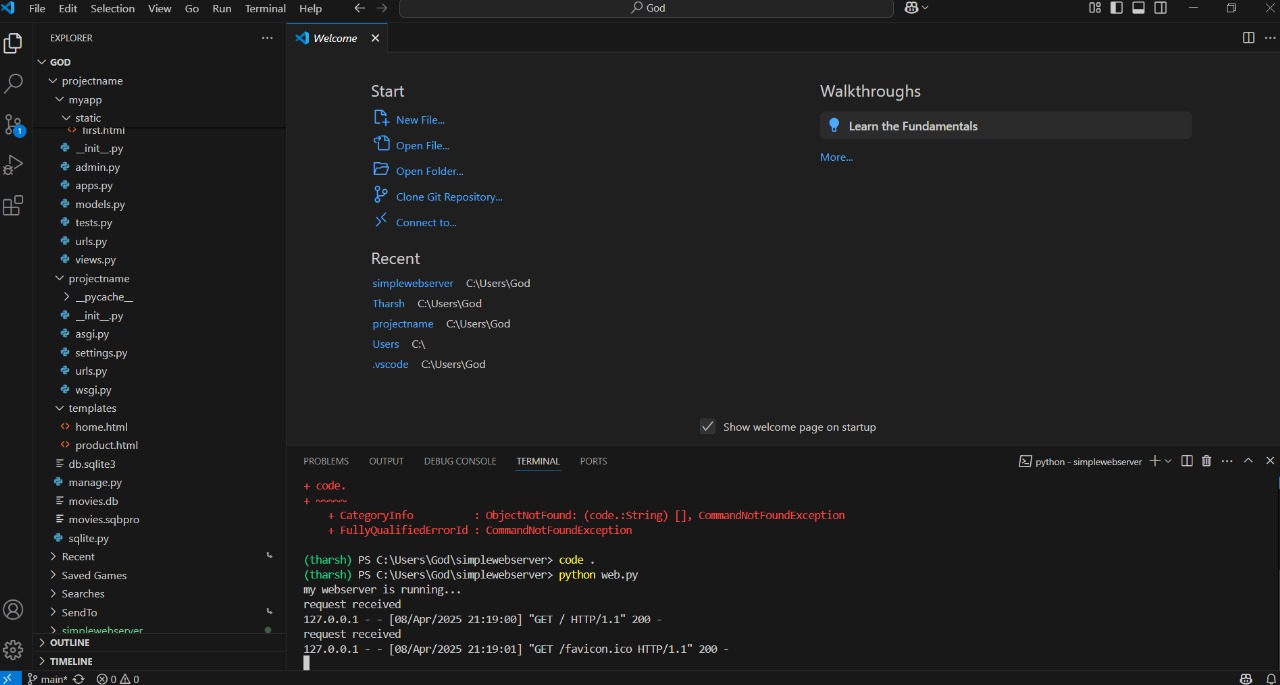 File Edit Selection View Go Run Terminal Help
God
EXPLORER
Welcome
GOD
projectname
myapp
static
first.html
__init__.py
admin.py
apps.py
models.py
tests.py
urls.py
views.py
projectname
__pycache__
__init__.py
asgi.py
settings.py
urls.py
wsgi.py
templates
home.html
product.html
db.sqlite3
manage.py
movies.db
movies.sqbpro
sqlite.py
Recent
Saved Games
Searches
SendTo
simplewebserver
OUTLINE
TIMELINE
1
Start
New File...
Open File...
Open Folder...
Clone Git Repository...
Connect to...
Recent
simplewebserver C:\Users\God
Tharsh C:\Users\God
projectname C:\Users\God
Users C:\
.vscode C:\Users\God
Walkthroughs
Learn the Fundamentals
More...
Show welcome page on startup
PROBLEMS OUTPUT DEBUG CONSOLE TERMINAL PORTS
python - simplewebserver
+ code.
+ ~~~~~
+ CategoryInfo : ObjectNotFound: (code.:String) [], CommandNotFoundException
+ FullyQualifiedErrorId : CommandNotFoundException
(tharsh) PS C:\Users\God\simplewebserver> code .
(tharsh) PS C:\Users\God\simplewebserver> python web.py
my webserver is running...
request received
127.0.0.1 - - [08/Apr/2025 21:19:00] "GET / HTTP/1.1" 200 -
request received
127.0.0.1 - - [08/Apr/2025 21:19:01] "GET /favicon.ico HTTP/1.1" 200 -
main* 0 0